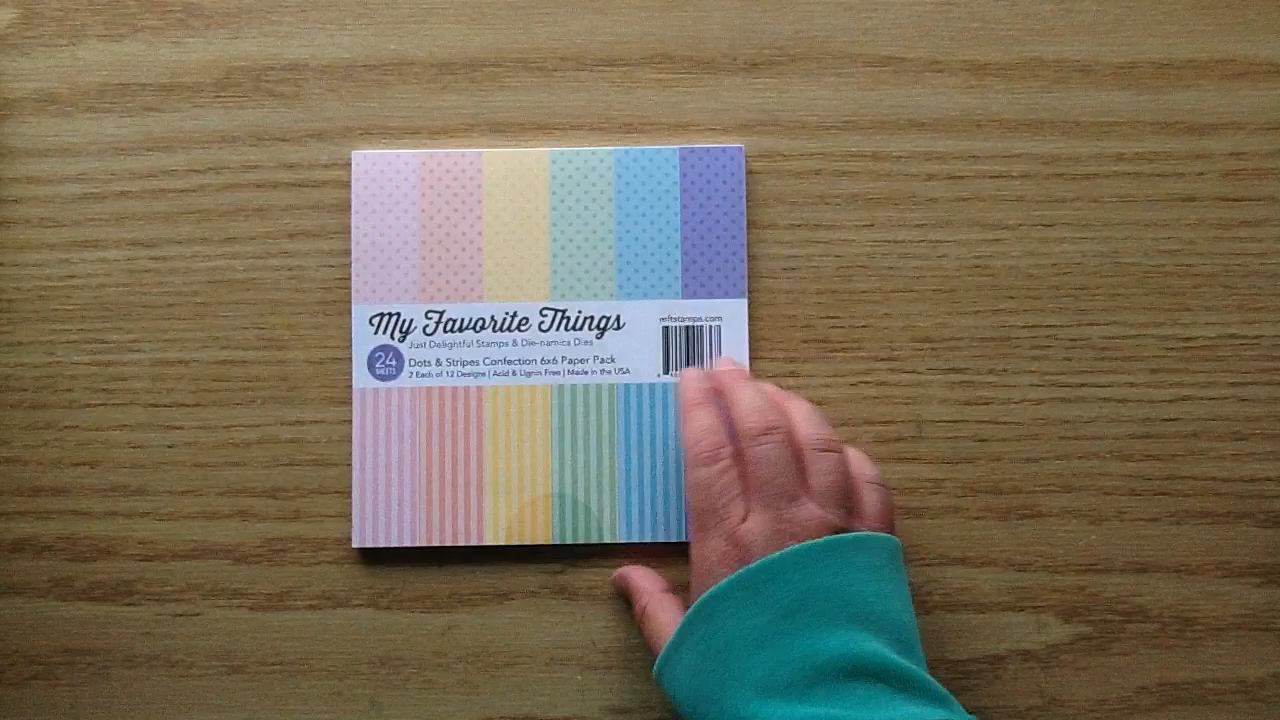 My Favorite Things
mftstamps.com
Just Delightful Stamps & Die-namics Dies
24
SHEETS
Dots & Stripes Confection 6x6 Paper Pack
2 Each of 12 Designs | Acid & Lignin Free | Made in the USA